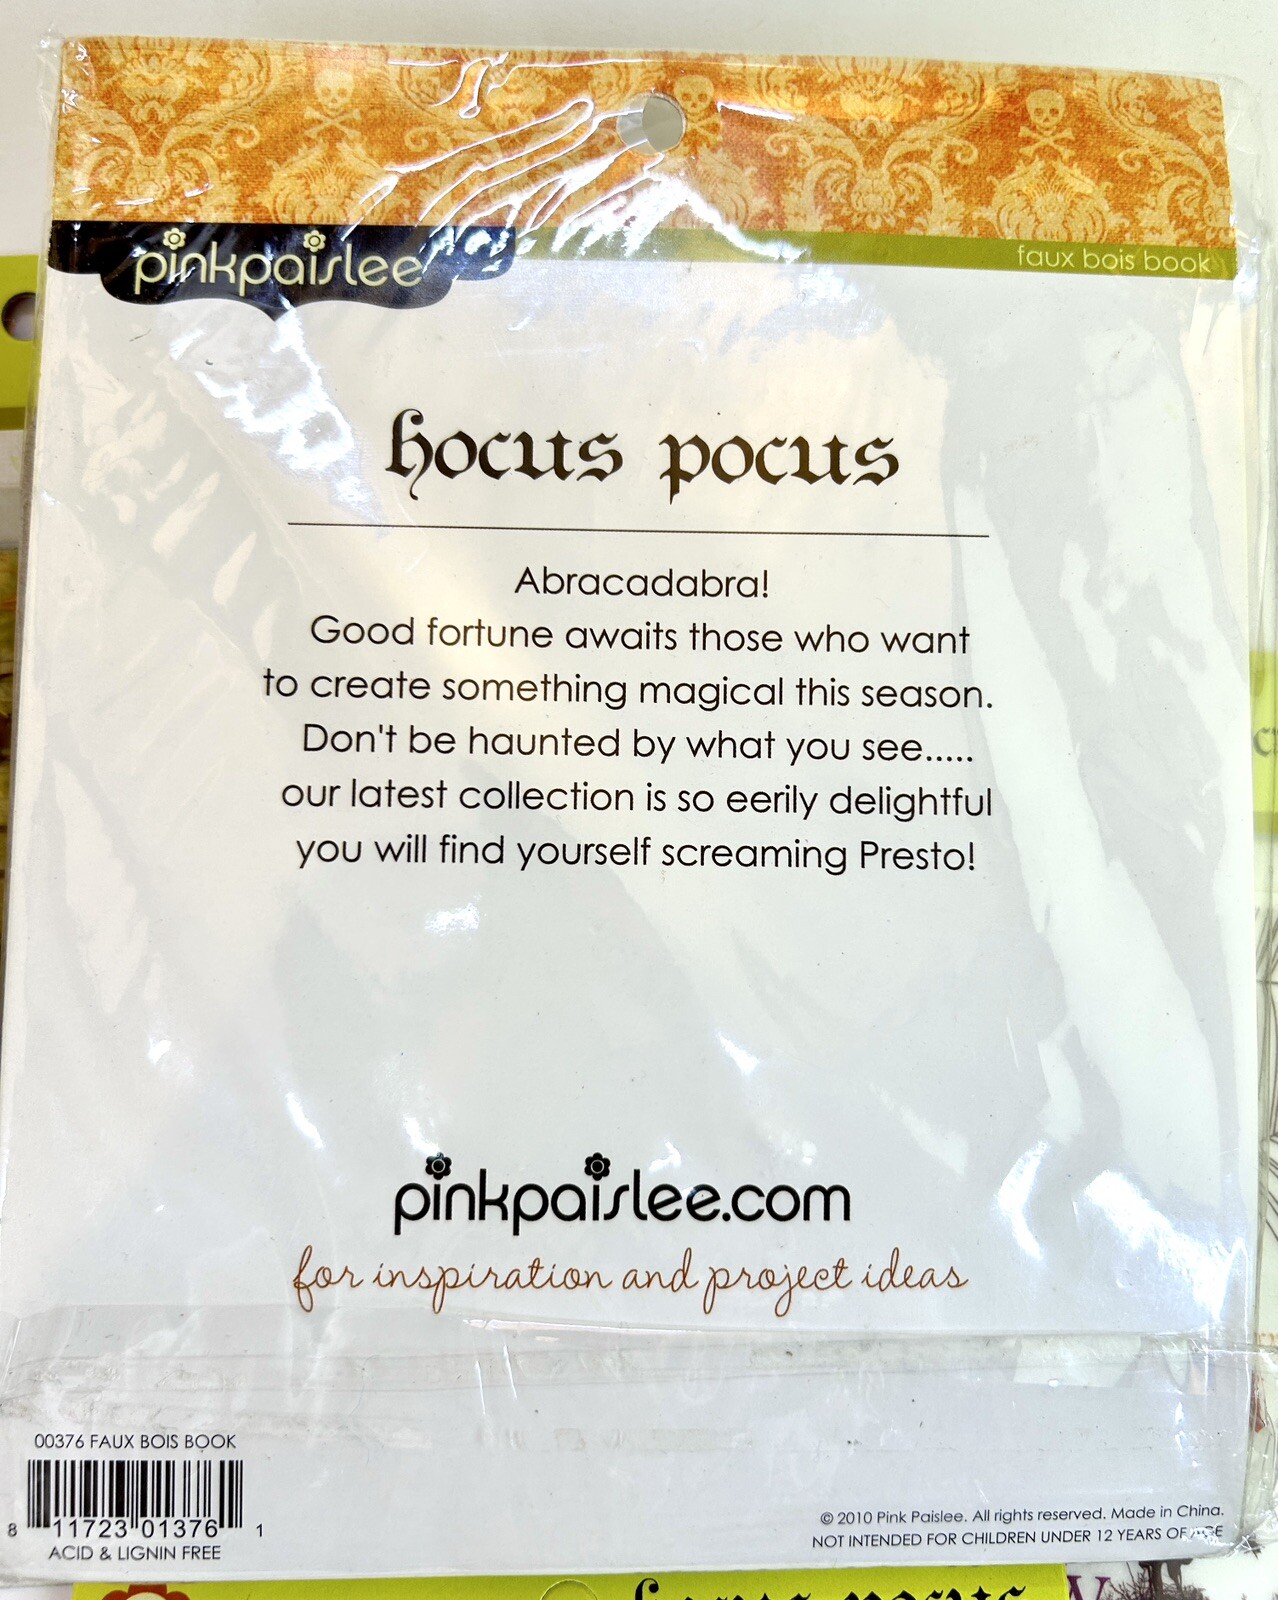 pinkpaislee
faux bois book
hocus pocus
Abracadabra!
Good fortune awaits those who want
to create something magical this season.
Don't be haunted by what you see.....
our latest collection is so eerily delightful
you will find yourself screaming Presto!
pinkpaislee.com
for inspiration and project ideas
00376 FAUX BOIS BOOK
8 11723 01376 1
ACID & LIGNIN FREE
© 2010 Pink Paislee. All rights reserved. Made in China.
NOT INTENDED FOR CHILDREN UNDER 12 YEARS OF AGE
hocus pocus